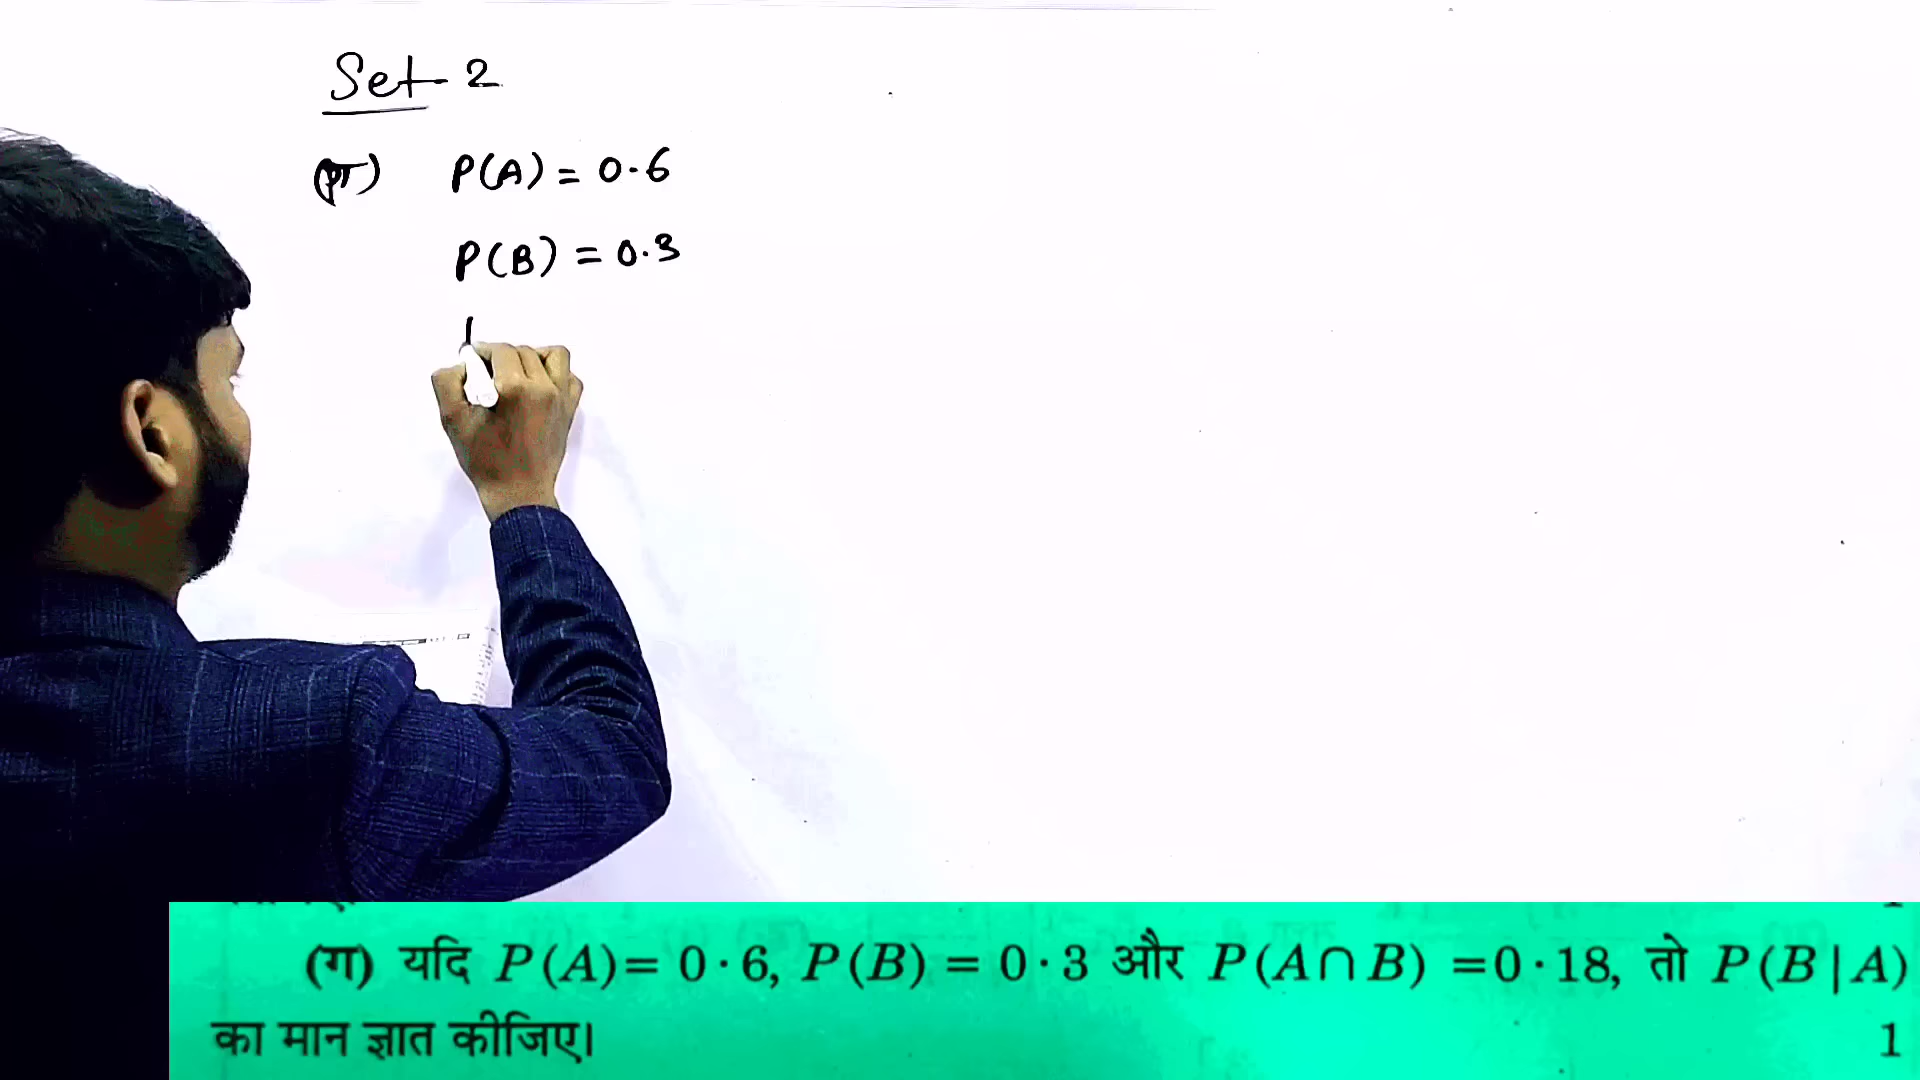 Set-2
(ग) P(A) = 0.6
P(B) = 0.3
(ग) यदि P(A)= 0·6, P(B) = 0·3 और P(A∩B) =0·18, तो P(B|A)
का मान ज्ञात कीजिए। 1